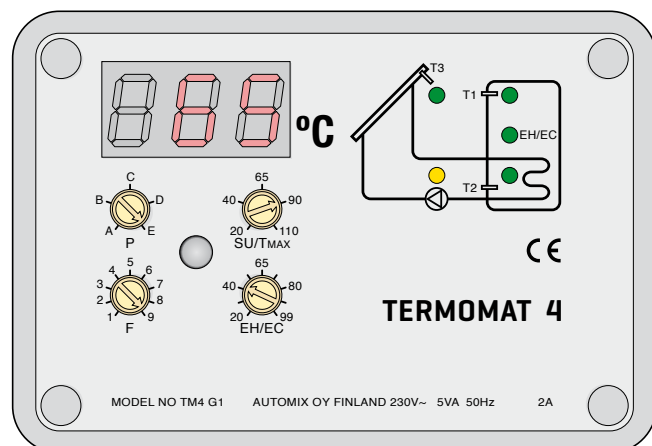 55
°C
T3
T1
EH/EC
T2
C
B D
A E
P
65
40 90
20 110
SU/TMAX
5
4 6
3 7
2 8
1 9
F
65
40 80
20 99
EH/EC
CE
TERMOMAT 4
MODEL NO TM4 G1 AUTOMIX OY FINLAND 230V~ 5VA 50Hz 2A